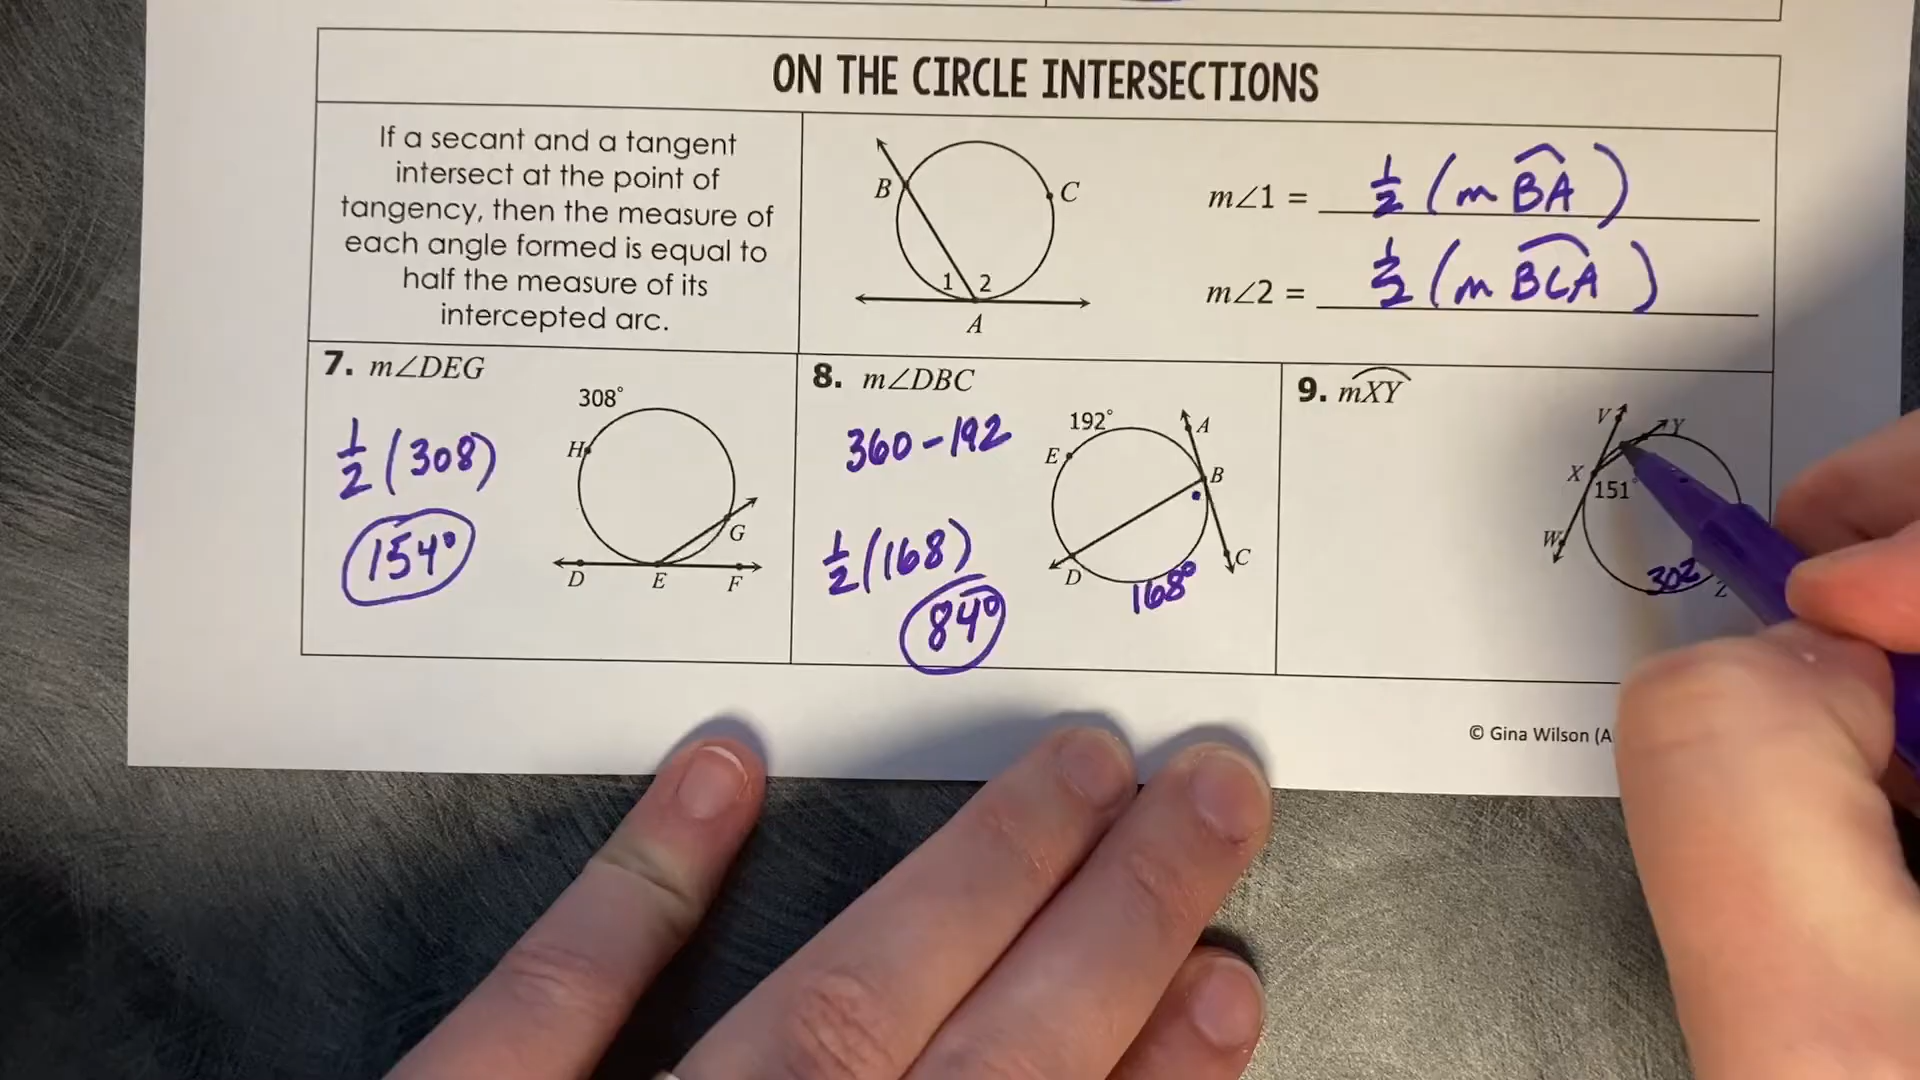 ON THE CIRCLE INTERSECTIONS
If a secant and a tangent
intersect at the point of
tangency, then the measure of
each angle formed is equal to
half the measure of its
intercepted arc.
B
C
1 2
A
m∠1 = 1/2 (m BA)
m∠2 = 1/2 (m BCA)
7. m∠DEG
1/2 (308)
154°
308°
H
G
D E F
8. m∠DBC
360-192
1/2 (168)
84°
192°
E
A
B
D
C
168°
9. mXY
V
Y
X
151°
W
302
Z
© Gina Wilson (A